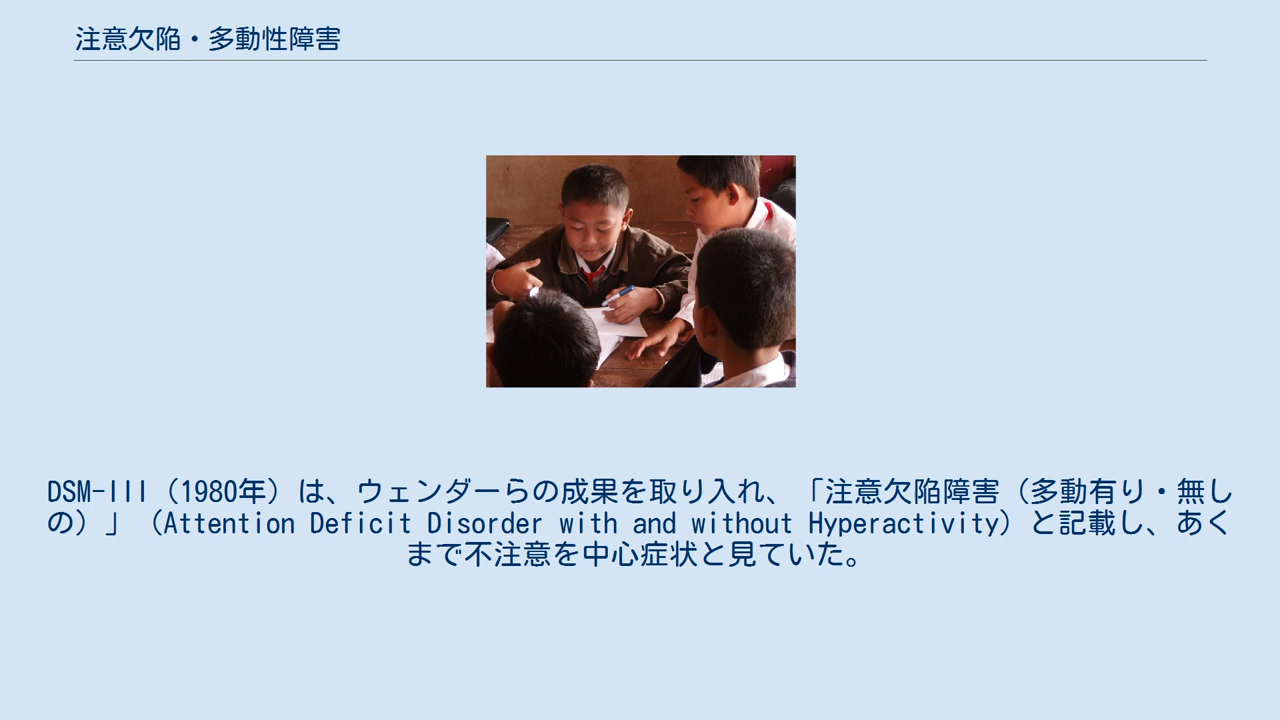 注意欠陥・多動性障害
DSM-III（1980年）は、ウェンダーらの成果を取り入れ、「注意欠陥障害（多動有り・無し
の）」（Attention Deficit Disorder with and without Hyperactivity）と記載し、あく
まで不注意を中心症状と見ていた。